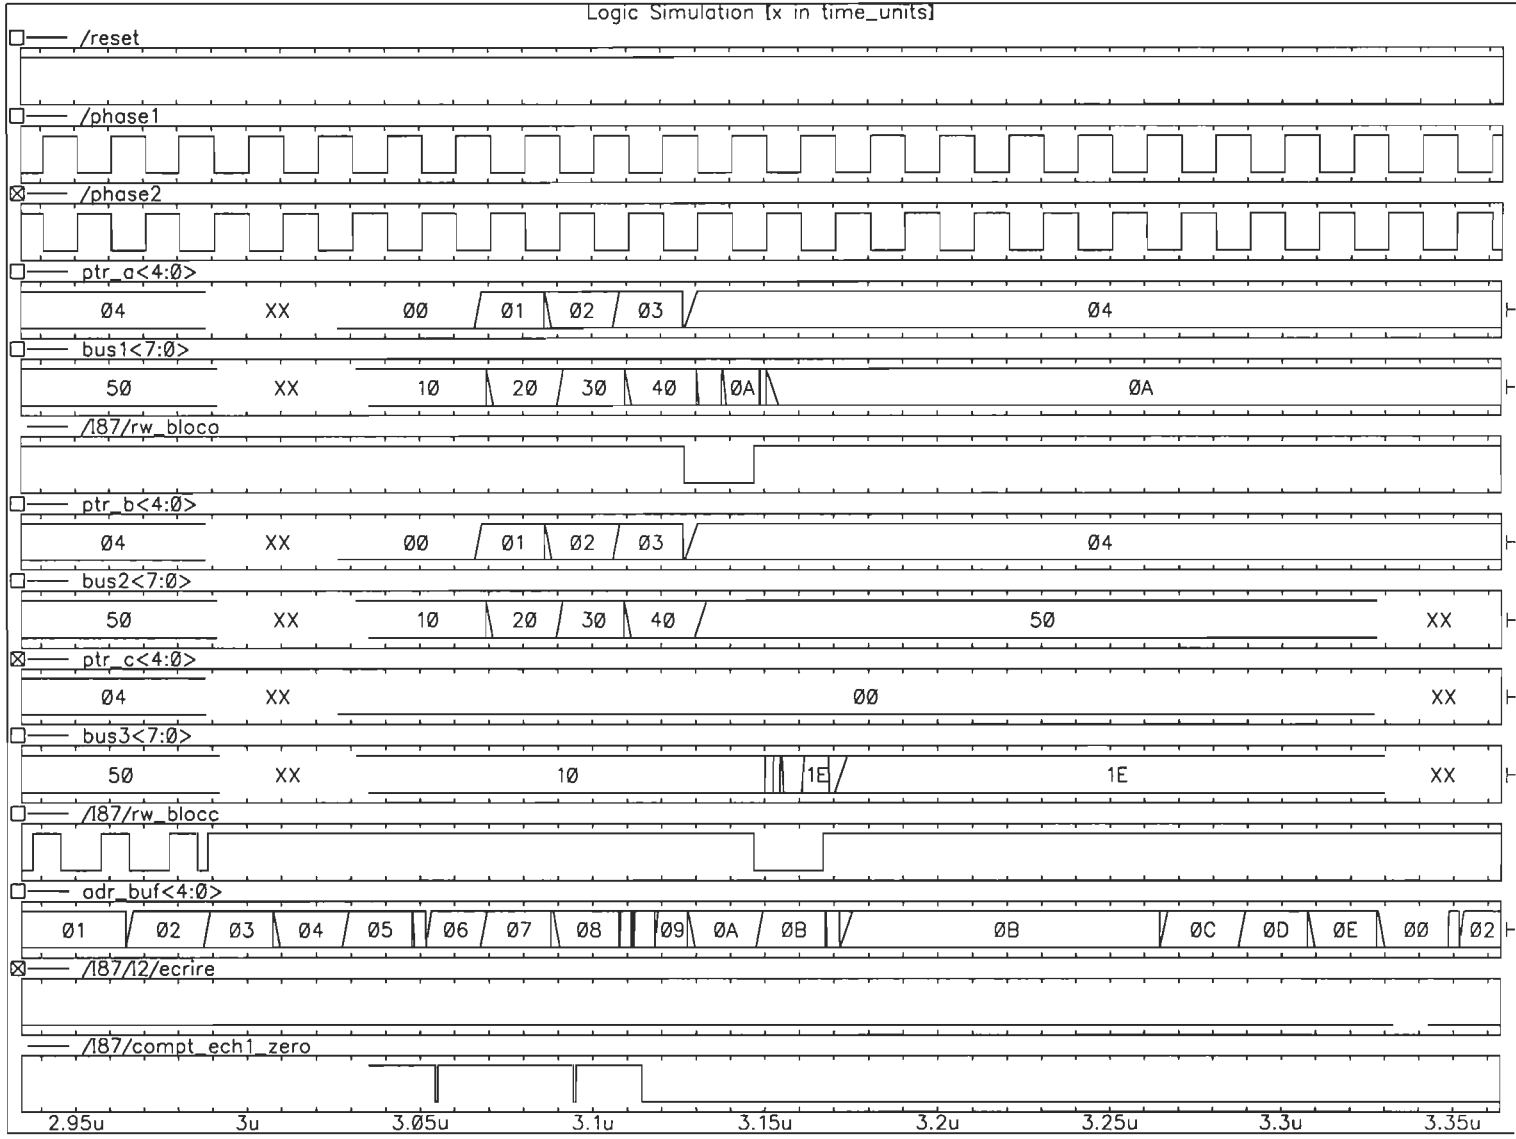 Logic Simulation [x in time_units]
/reset
/phase1
/phase2
ptr_a<4:0>
04 XX 00 01 02 03 04
bus1<7:0>
50 XX 10 20 30 40 0A 0A
/I87/rw_bloca
ptr_b<4:0>
04 XX 00 01 02 03 04
bus2<7:0>
50 XX 10 20 30 40 50 XX
ptr_c<4:0>
04 XX 00 XX
bus3<7:0>
50 XX 10 1E 1E XX
/I87/rw_blocc
adr_buf<4:0>
01 02 03 04 05 06 07 08 09 0A 0B 0B 0C 0D 0E 00 02
/I87/I2/ecrire
/I87/compt_ech1_zero
2.95u 3u 3.05u 3.1u 3.15u 3.2u 3.25u 3.3u 3.35u